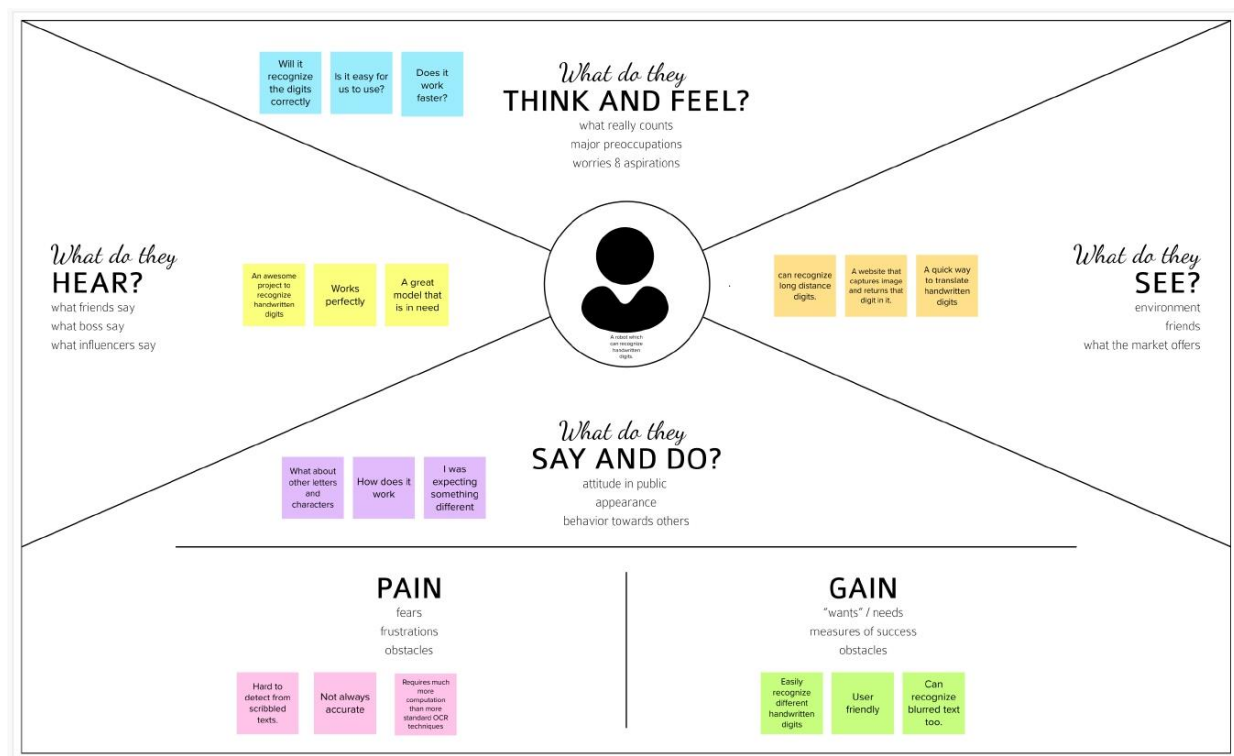 Will it
recognize
the digits
correctly
Is it easy for
us to use?
Does it
work
faster?
What do they
THINK AND FEEL?
what really counts
major preoccupations
worries & aspirations
What do they
HEAR?
what friends say
what boss say
what influencers say
An awesome
project to
recognize
handwritten
digits
Works
perfectly
A great
model that
is in need
A robot which
can recognize
handwritten
digits.
can recognize
long distance
digits.
A website that
captures image
and returns that
digit in it.
A quick way
to translate
handwritten
digits
What do they
SEE?
environment
friends
what the market offers
What do they
SAY AND DO?
attitude in public
appearance
behavior towards others
What about
other letters
and
characters
How does it
work
I was
expecting
something
different
PAIN
fears
frustrations
obstacles
Hard to
detect from
scribbled
texts.
Not always
accurate
Requires much
more
computation
than more
standard OCR
techniques
GAIN
"wants" / needs
measures of success
obstacles
Easily
recognize
different
handwritten
digits
User
friendly
Can
recognize
blurred text
too.